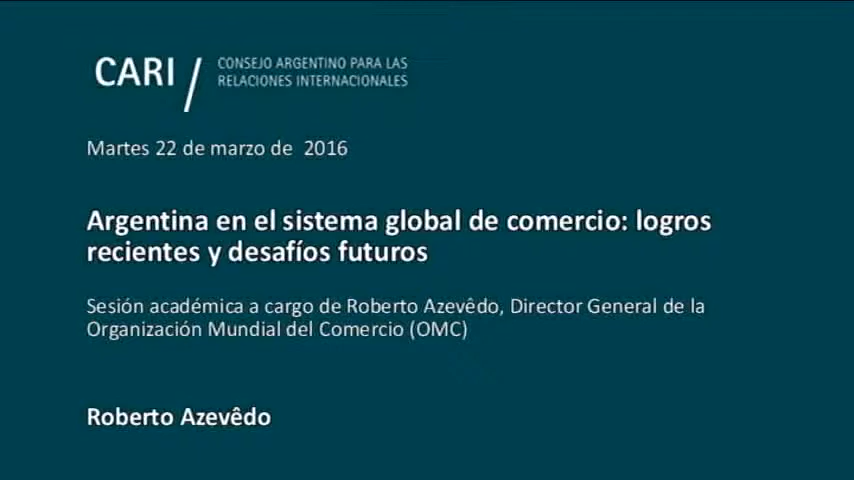 CARI / CONSEJO ARGENTINO PARA LAS
RELACIONES INTERNACIONALES
Martes 22 de marzo de 2016
Argentina en el sistema global de comercio: logros
recientes y desafíos futuros
Sesión académica a cargo de Roberto Azevêdo, Director General de la
Organización Mundial del Comercio (OMC)
Roberto Azevêdo